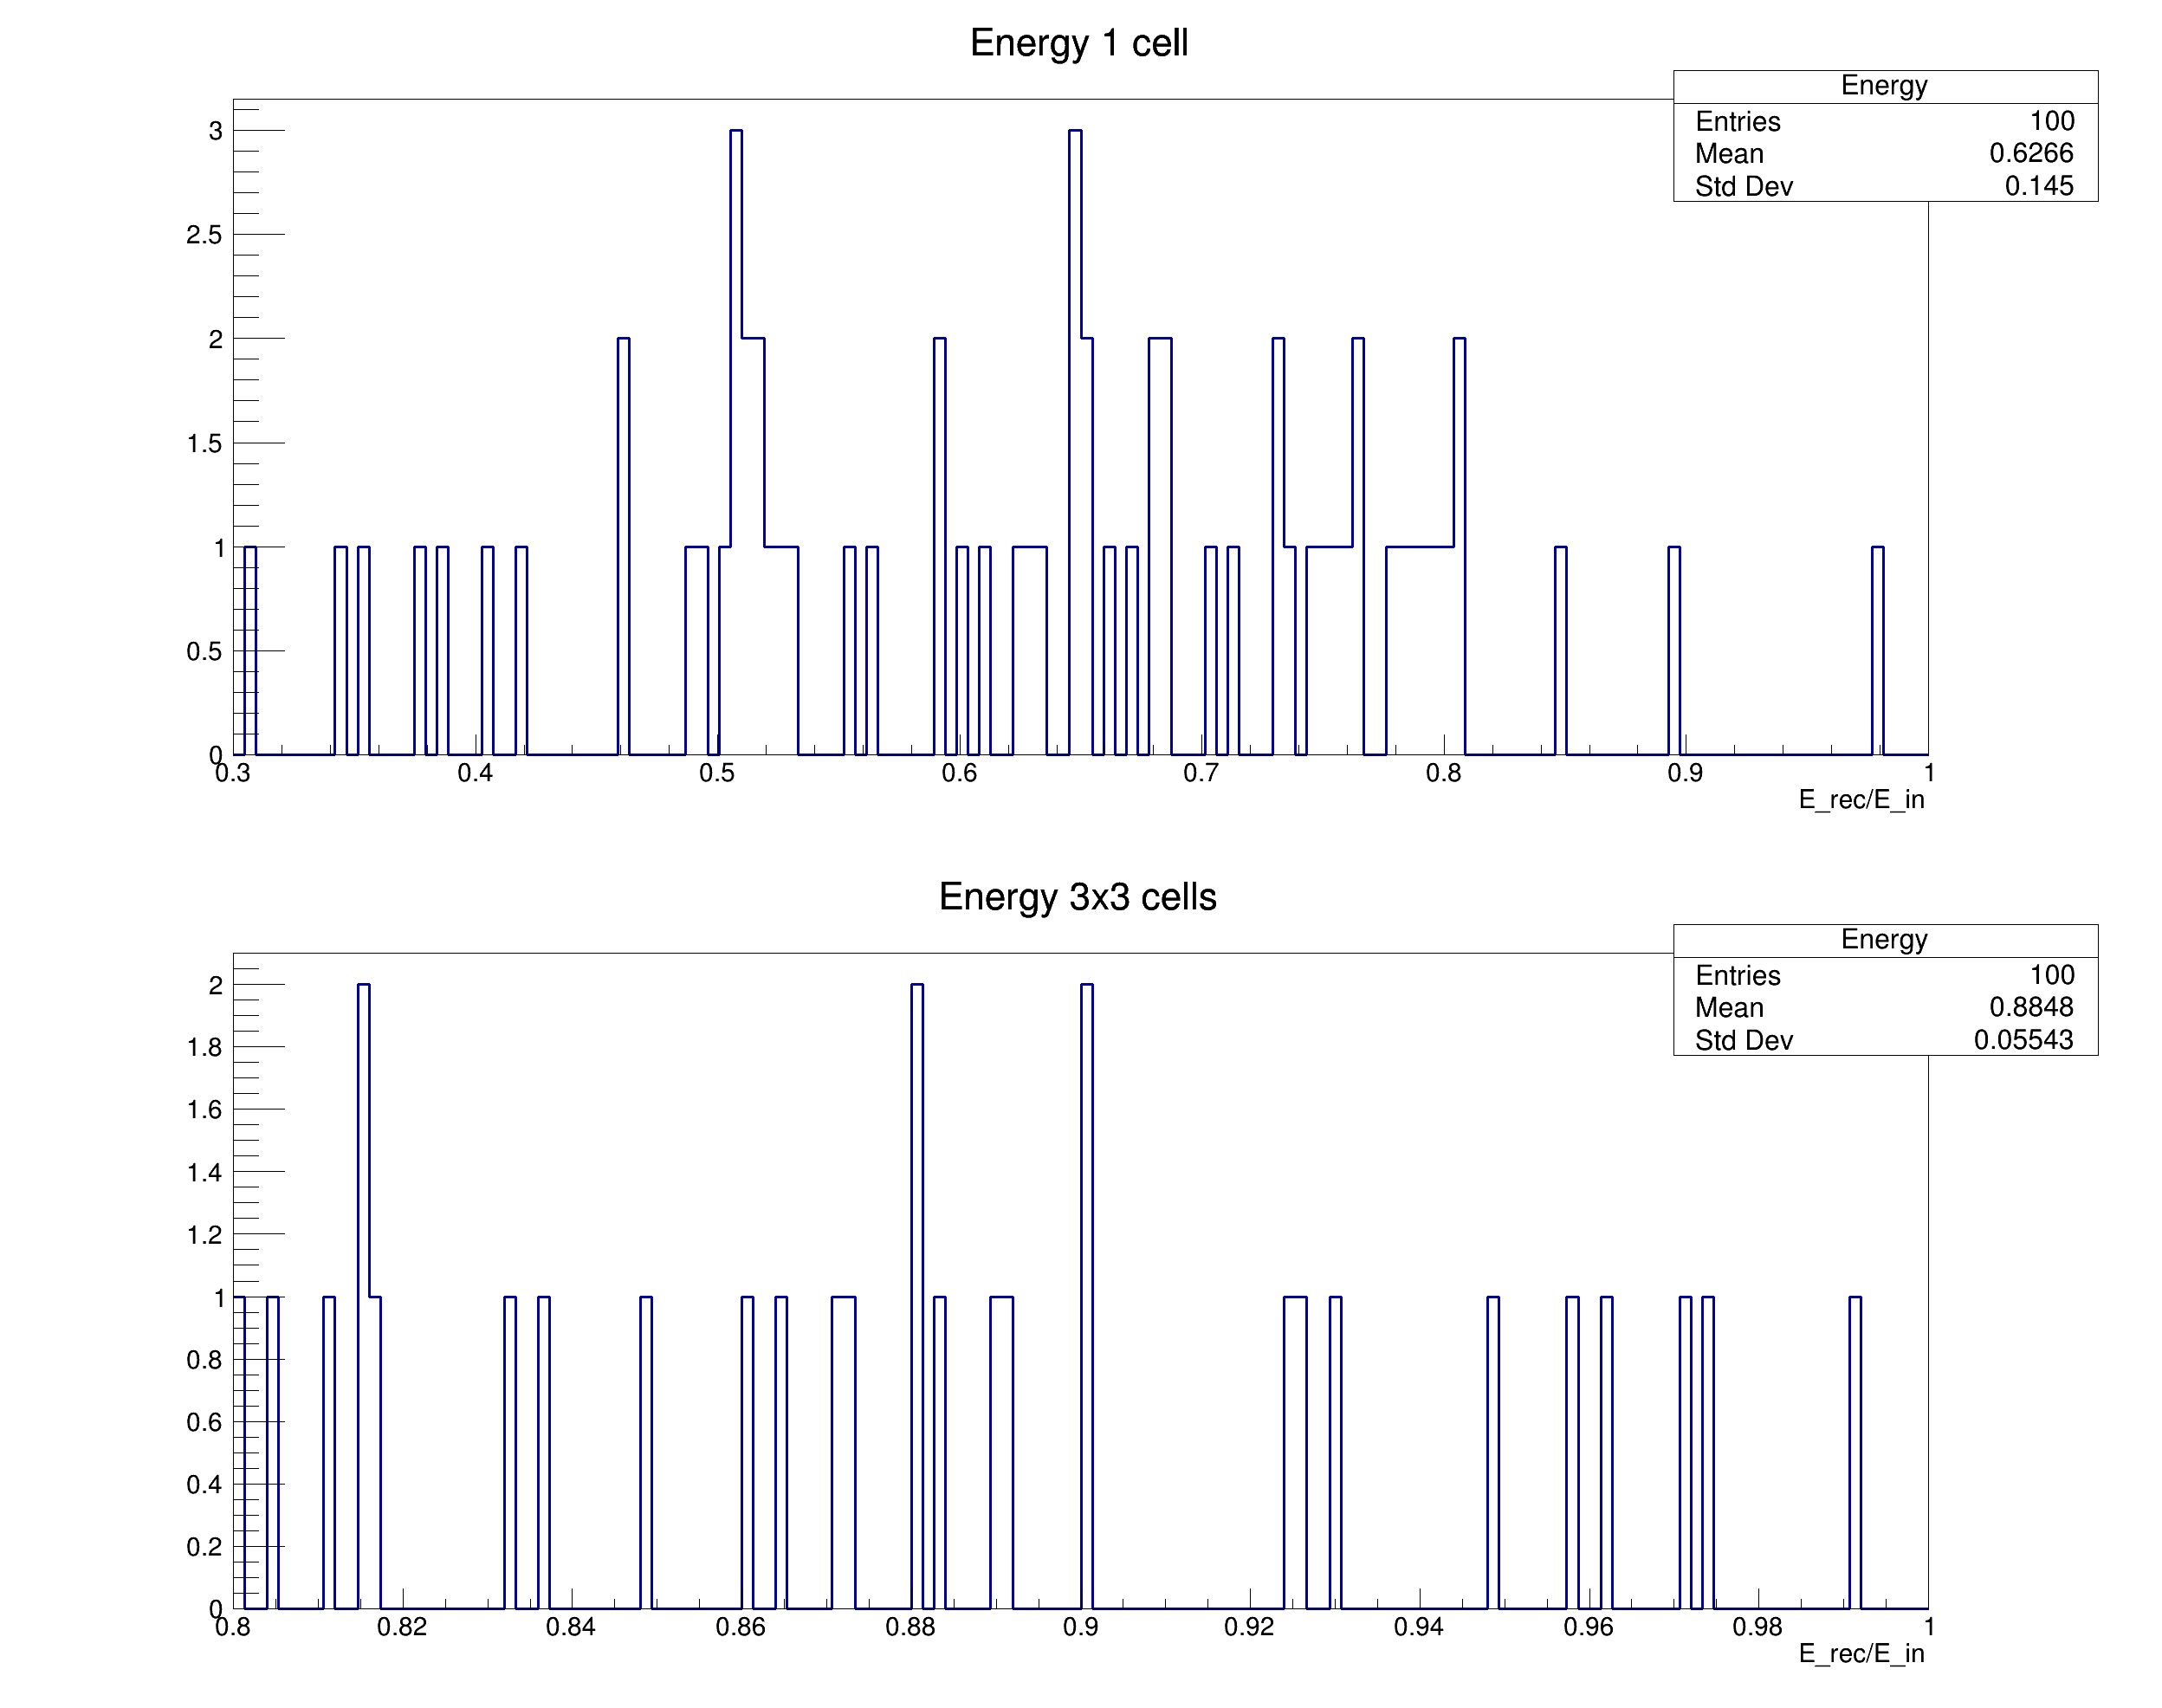 Energy 1 cell
Energy
Entries 100
Mean 0.6266
Std Dev 0.145
3
2.5
2
1.5
1
0.5
0
0.3 0.4 0.5 0.6 0.7 0.8 0.9 1
E_rec/E_in
Energy 3x3 cells
Energy
Entries 100
Mean 0.8848
Std Dev 0.05543
2
1.8
1.6
1.4
1.2
1
0.8
0.6
0.4
0.2
0
0.8 0.82 0.84 0.86 0.88 0.9 0.92 0.94 0.96 0.98 1
E_rec/E_in